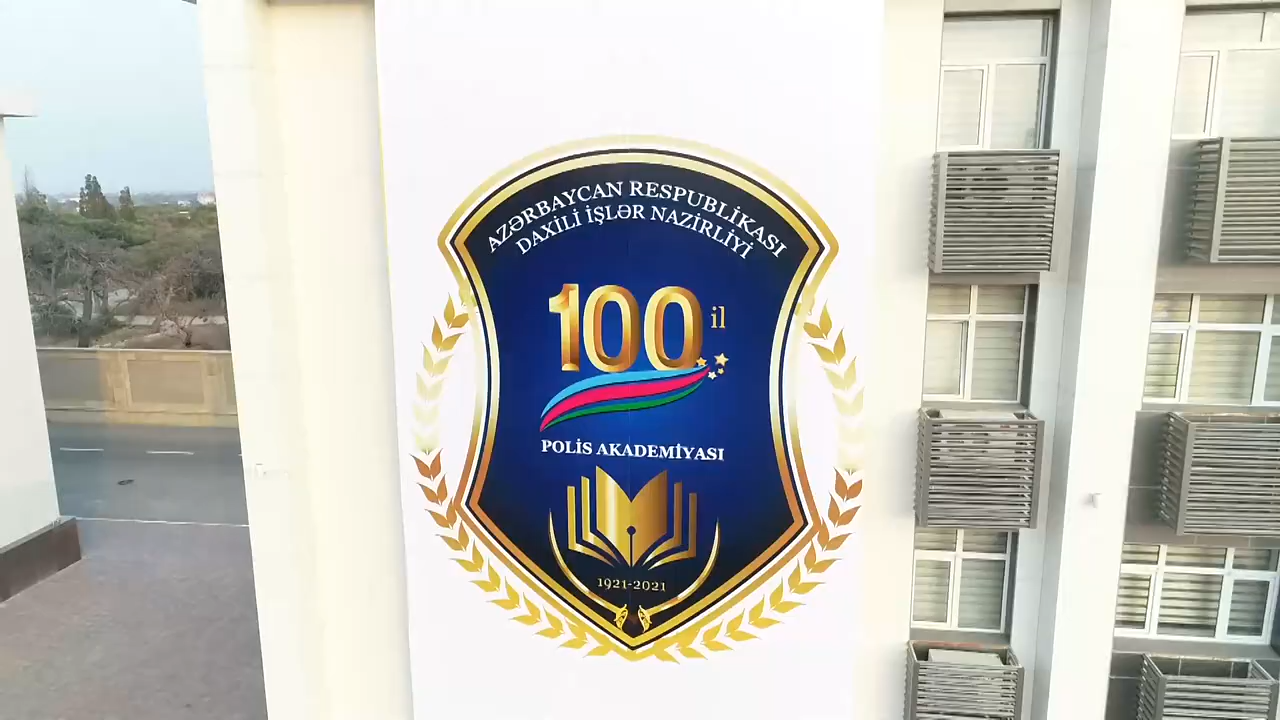 AZƏRBAYCAN RESPUBLİKASI
DAXİLİ İŞLƏR NAZİRLİYİ
100 il
POLİS AKADEMİYASI
1921-2021